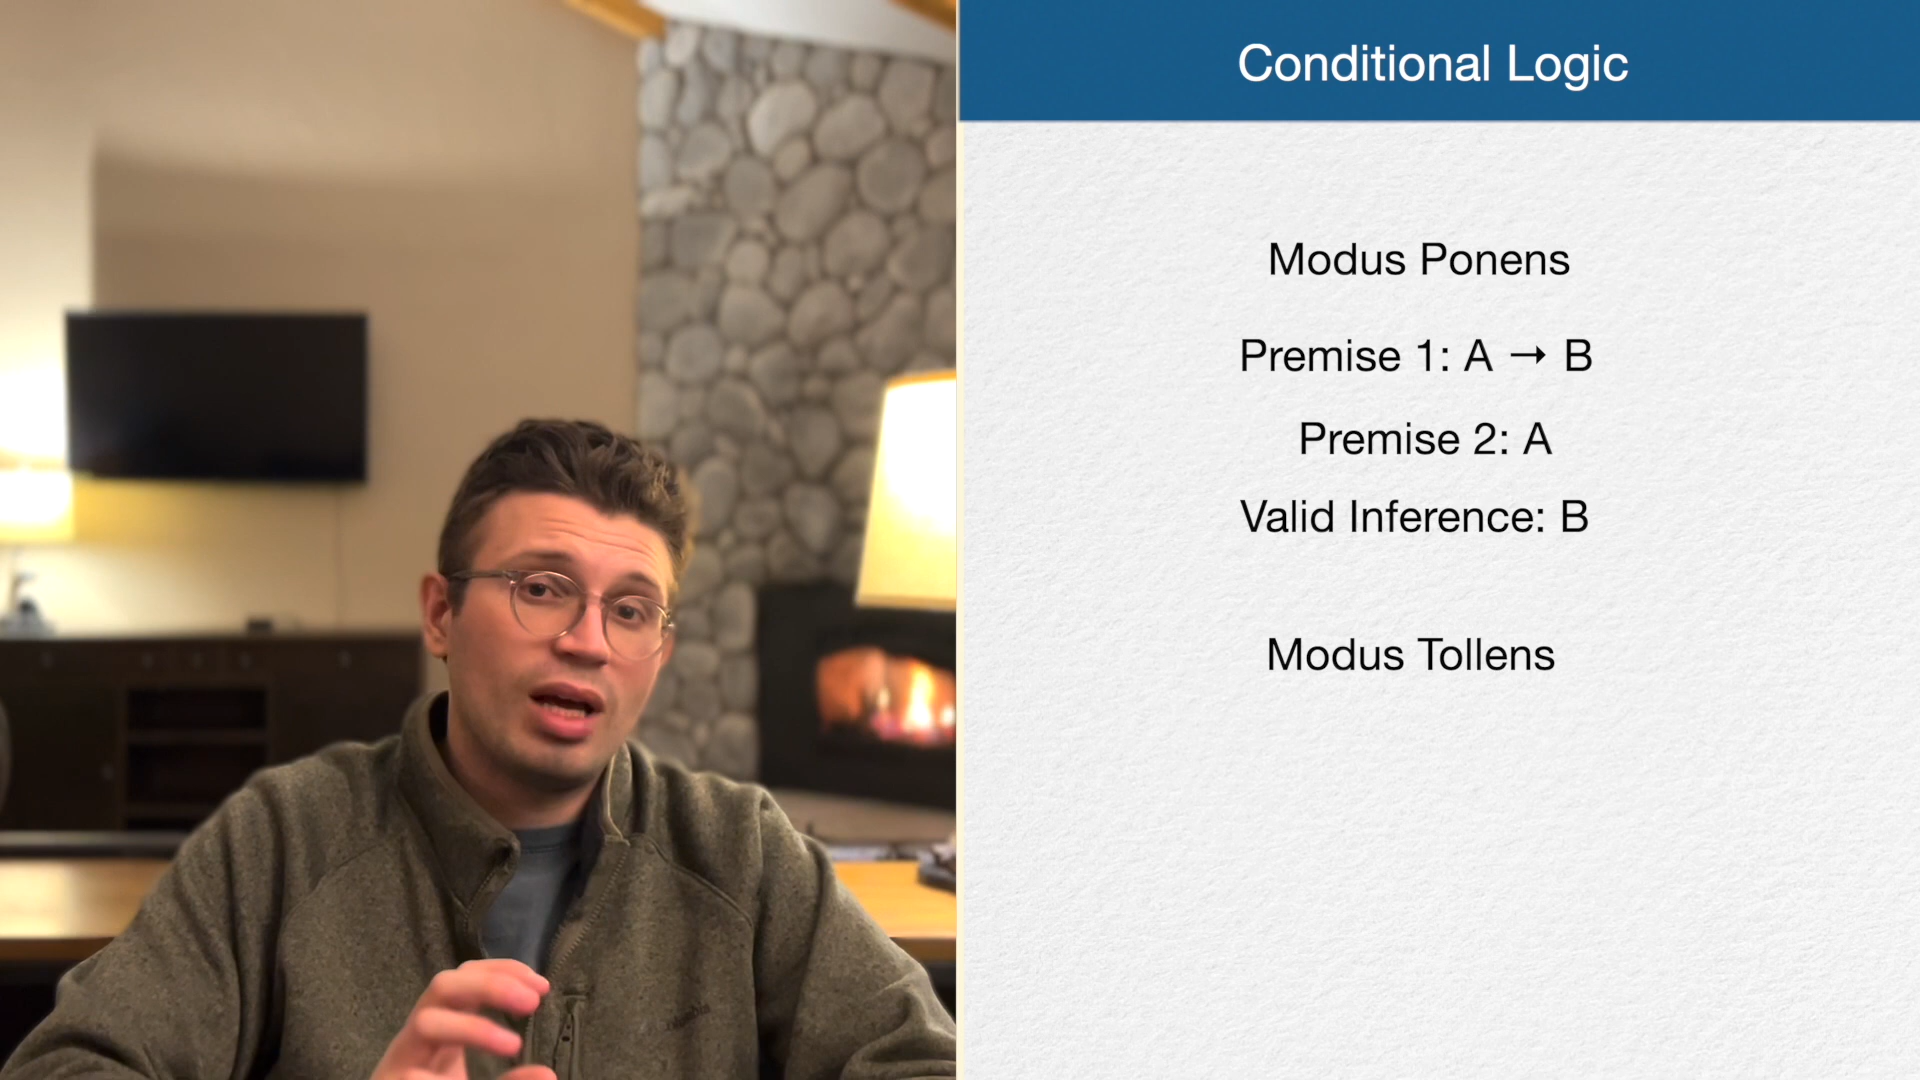 Conditional Logic
Modus Ponens
Premise 1: A → B
Premise 2: A
Valid Inference: B
Modus Tollens